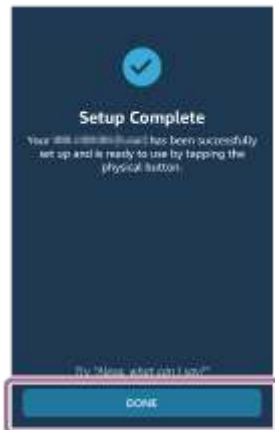 Setup Complete
Your has been successfully
set up and is ready to use by tapping the
physical button.
Try, "Alexa, what can I say?"
DONE